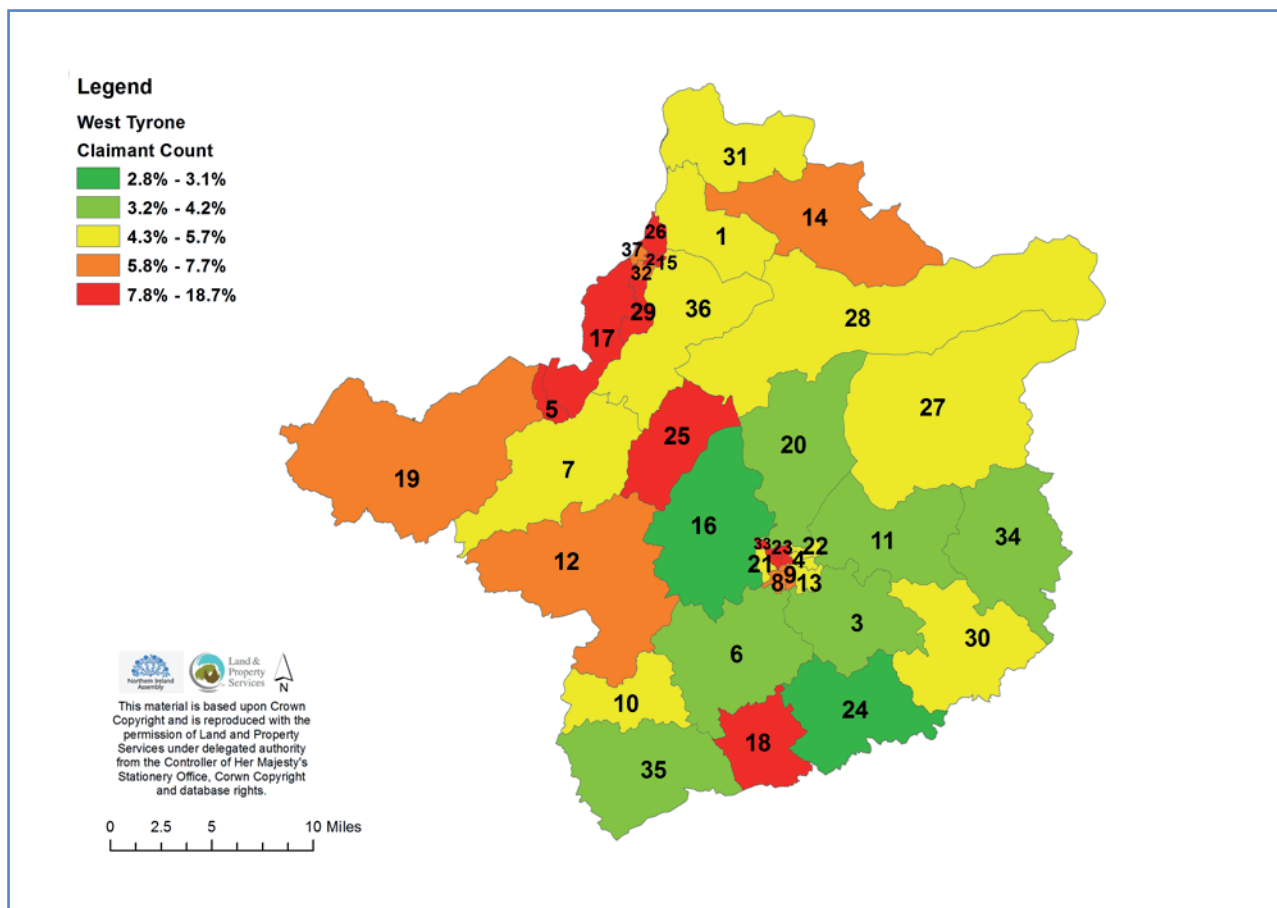 Legend
West Tyrone
Claimant Count
2.8% - 3.1%
3.2% - 4.2%
4.3% - 5.7%
5.8% - 7.7%
7.8% - 18.7%
31
14
26
1
37
2
15
32
29
36
28
17
5
25
27
20
7
19
16
11
34
33
23
22
21
4
12
9
8
13
3
30
6
10
24
18
35
Northern Ireland
Assembly
Land &
Property
Services
N
This material is based upon Crown
Copyright and is reproduced with the
permission of Land and Property
Services under delegated authority
from the Controller of Her Majesty's
Stationery Office, Corwn Copyright
and database rights.
0 2.5 5 10 Miles